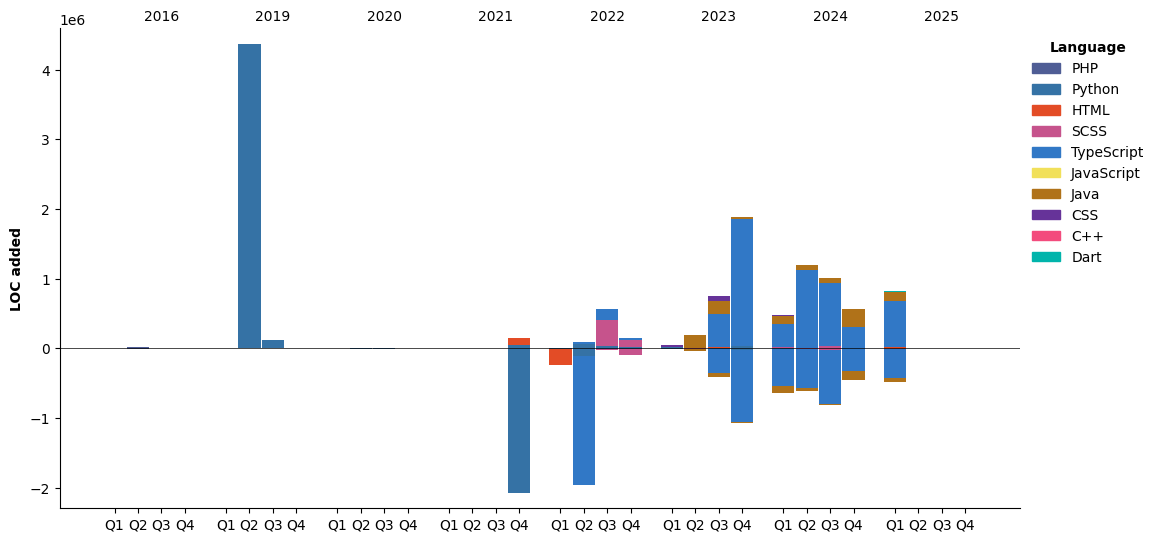 2016 2019 2020 2021 2022 2023 2024 2025
1e6
Language
PHP
Python
HTML
SCSS
TypeScript
JavaScript
Java
CSS
C++
Dart
LOC added
4
3
2
1
0
−1
−2
Q1 Q2 Q3 Q4 Q1 Q2 Q3 Q4 Q1 Q2 Q3 Q4 Q1 Q2 Q3 Q4 Q1 Q2 Q3 Q4 Q1 Q2 Q3 Q4 Q1 Q2 Q3 Q4 Q1 Q2 Q3 Q4